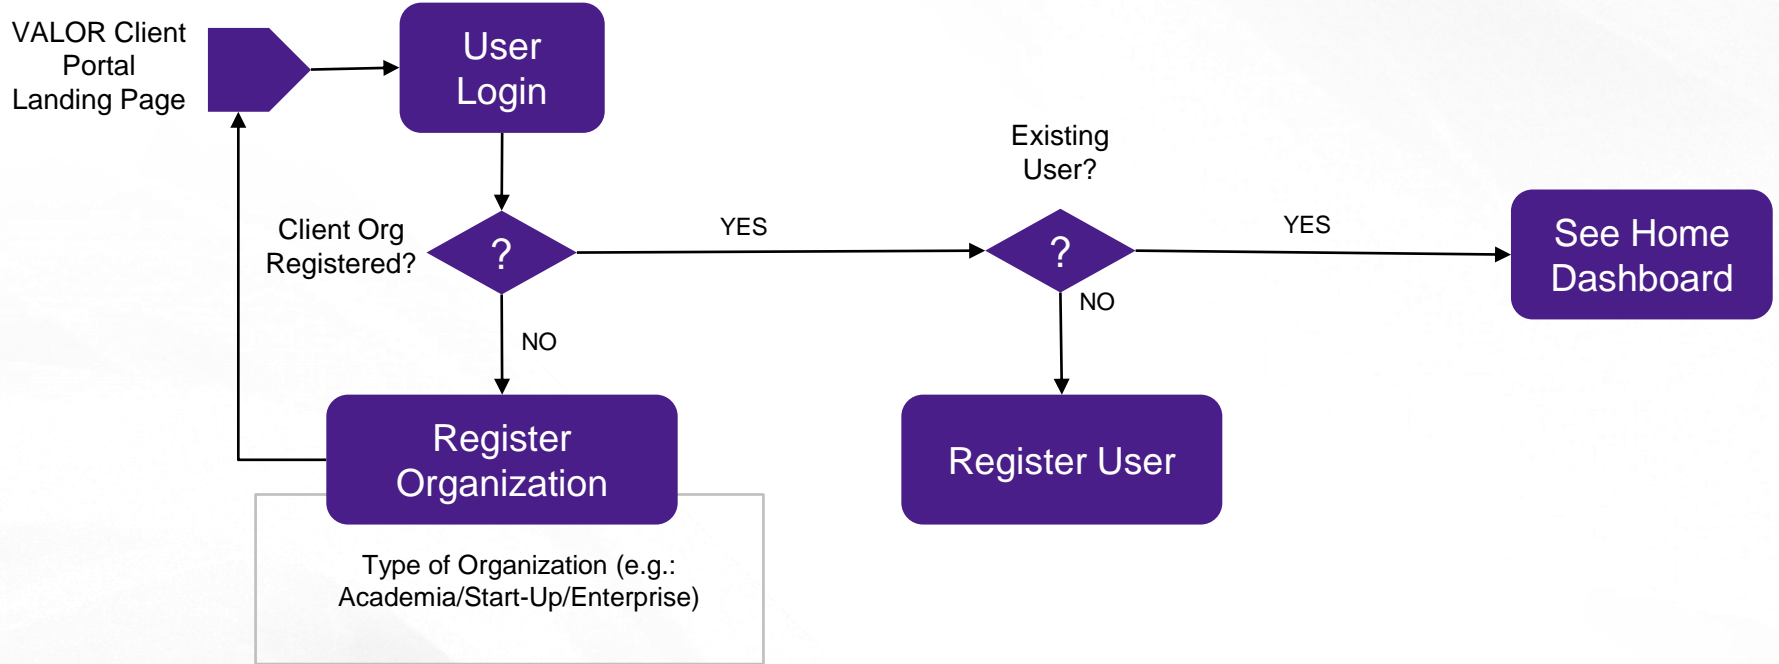 VALOR Client
Portal
Landing Page
User
Login
Client Org
Registered?
?
YES
Existing
User?
?
YES
See Home
Dashboard
NO
NO
Register
Organization
Register User
Type of Organization (e.g.:
Academia/Start-Up/Enterprise)